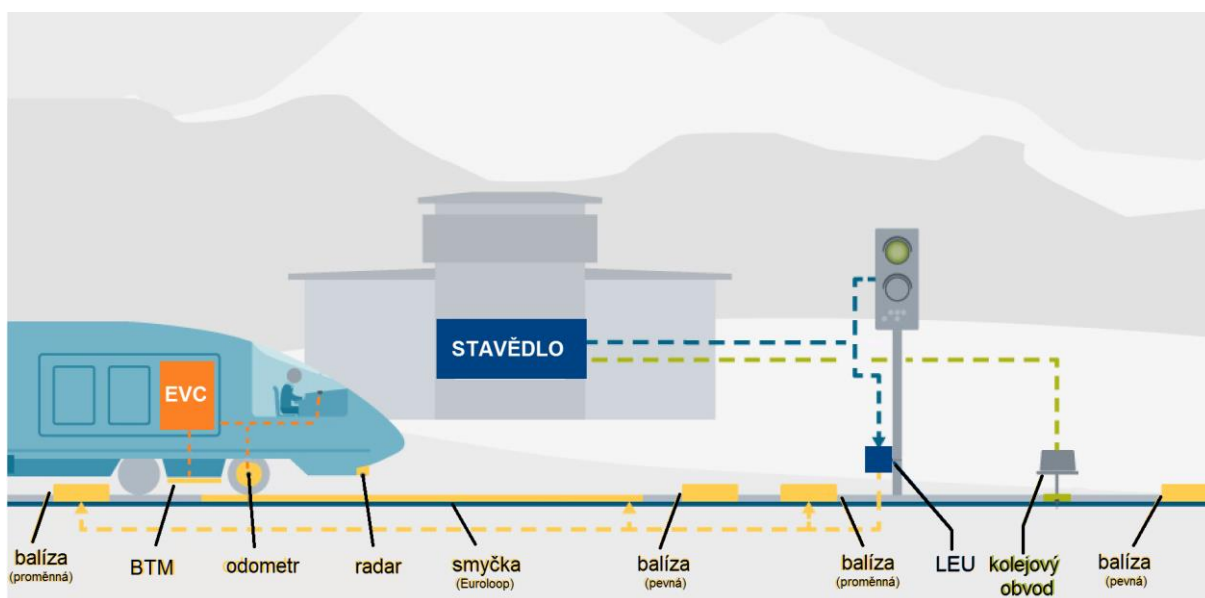 STAVĚDLO
EVC
balíza
(proměnná)
BTM
odometr
radar
smyčka
(Euroloop)
balíza
(pevná)
balíza
(proměnná)
LEU
kolejový
obvod
balíza
(pevná)